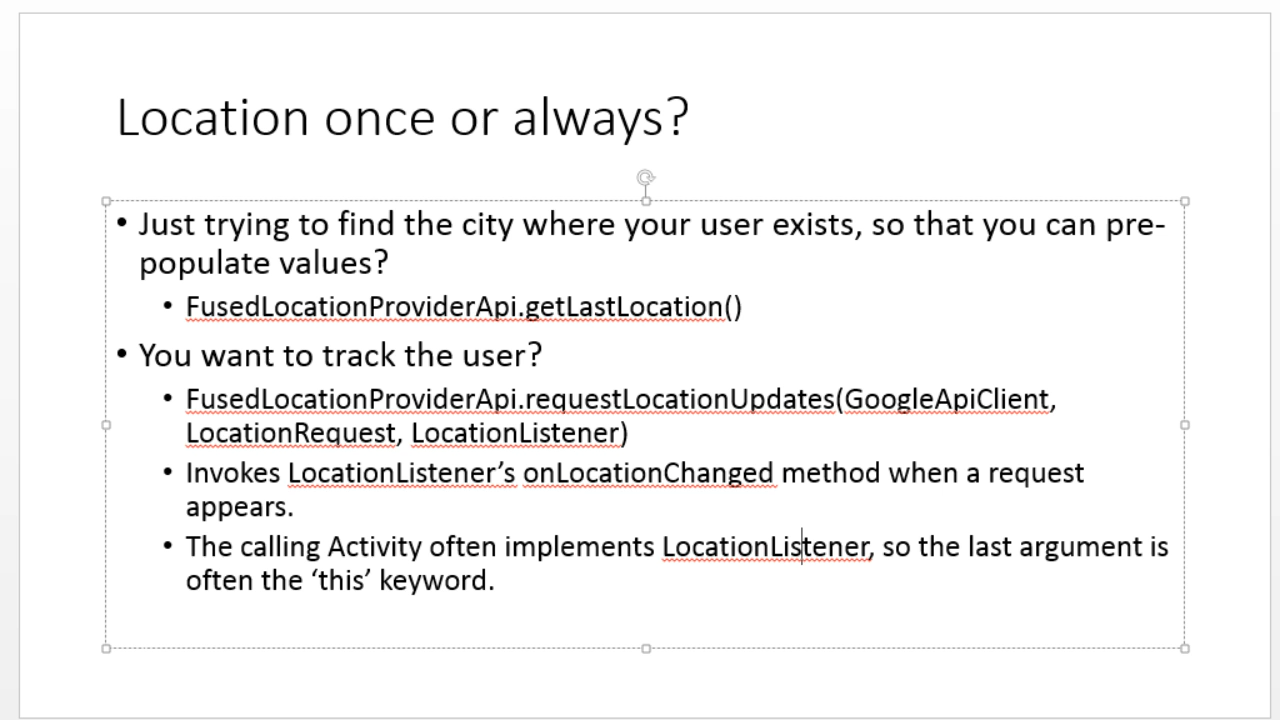 Location once or always?
• Just trying to find the city where your user exists, so that you can pre-
populate values?
• FusedLocationProviderApi.getLastLocation()
• You want to track the user?
• FusedLocationProviderApi.requestLocationUpdates(GoogleApiClient,
LocationRequest, LocationListener)
• Invokes LocationListener’s onLocationChanged method when a request
appears.
• The calling Activity often implements LocationListener, so the last argument is
often the ‘this’ keyword.